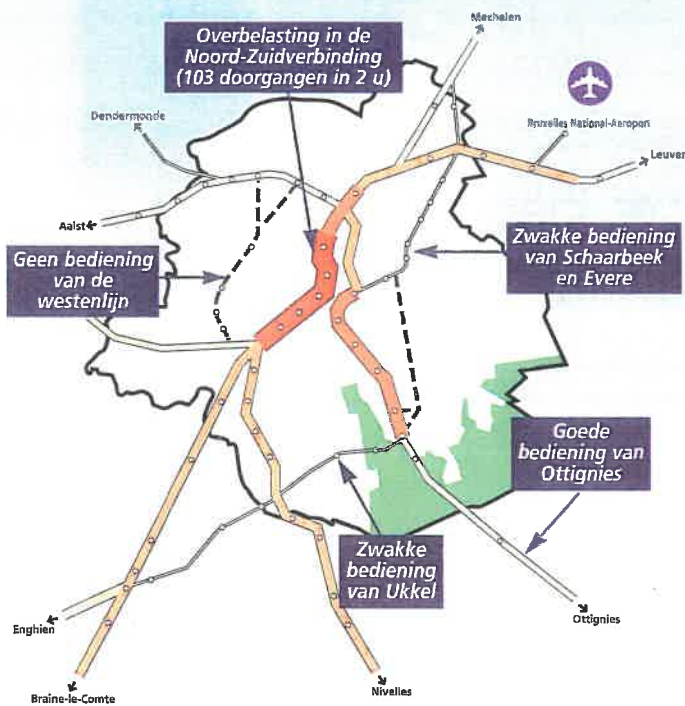 Overbelasting in de
Noord-Zuidverbinding
(103 doorgangen in 2 u)
Mechelen
Dendermonde
Bruxelles National-Aeroport
Leuven
Aalst
Geen bediening
van de
westenlijn
Zwakke bediening
van Schaarbeek
en Evere
Goede
bediening van
Ottignies
Zwakke
bediening
van Ukkel
Enghien
Ottignies
Braine-le-Comte
Nivelles